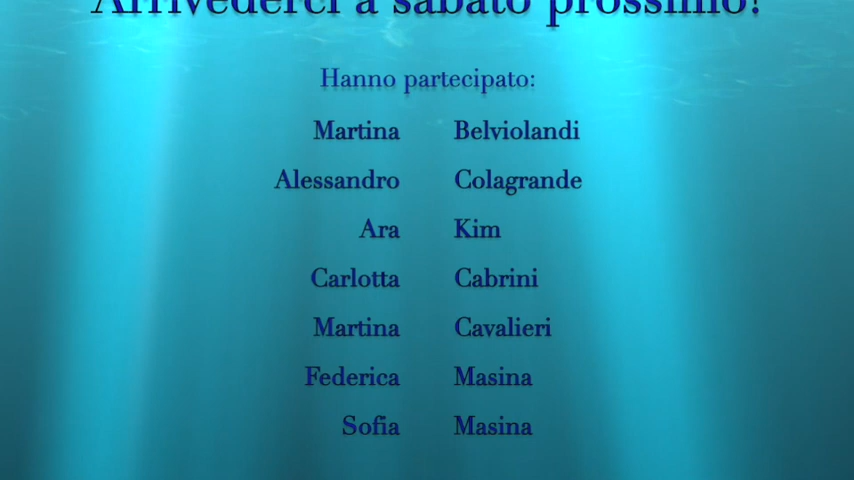 Arrivederci a sabato prossimo!
Hanno partecipato:
Martina Belviolandi
Alessandro Colagrande
Ara Kim
Carlotta Cabrini
Martina Cavalieri
Federica Masina
Sofia Masina